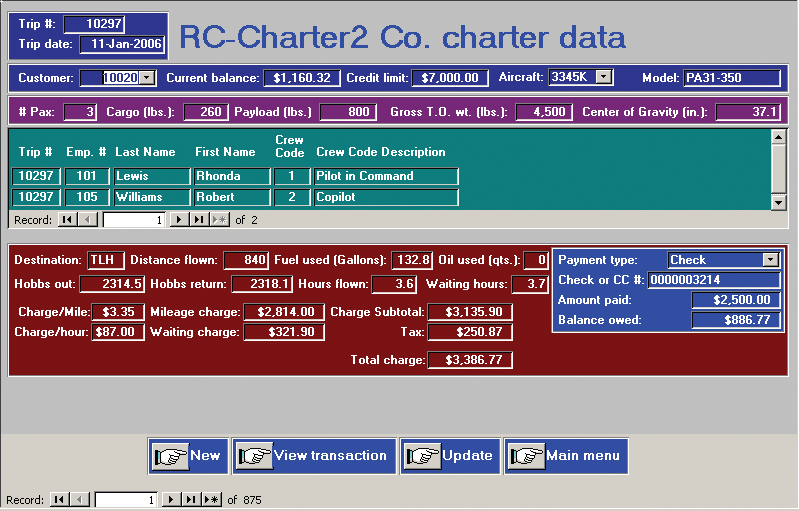 Trip #: 10297
Trip date: 11-Jan-2006
RC-Charter2 Co. charter data
Customer: 10020 Current balance: $1,160.32 Credit limit: $7,000.00 Aircraft: 3345K Model: PA31-350
# Pax: 3 Cargo (lbs.): 260 Payload (lbs.) 800 Gross T.O. wt. (lbs.): 4,500 Center of Gravity (in.): 37.1
Trip # Emp. # Last Name First Name Crew Code Crew Code Description
10297 101 Lewis Rhonda 1 Pilot in Command
10297 105 Williams Robert 2 Copilot
Record: 1 of 2
Destination: TLH Distance flown: 840 Fuel used (Gallons): 132.8 Oil used (qts.): 0
Hobbs out: 2314.5 Hobbs return: 2318.1 Hours flown: 3.6 Waiting hours: 3.7
Charge/Mile: $3.35 Mileage charge: $2,814.00 Charge Subtotal: $3,135.90
Charge/hour: $87.00 Waiting charge: $321.90 Tax: $250.87
Total charge: $3,386.77
Payment type: Check
Check or CC #: 0000003214
Amount paid: $2,500.00
Balance owed: $886.77
New View transaction Update Main menu
Record: 1 of 875